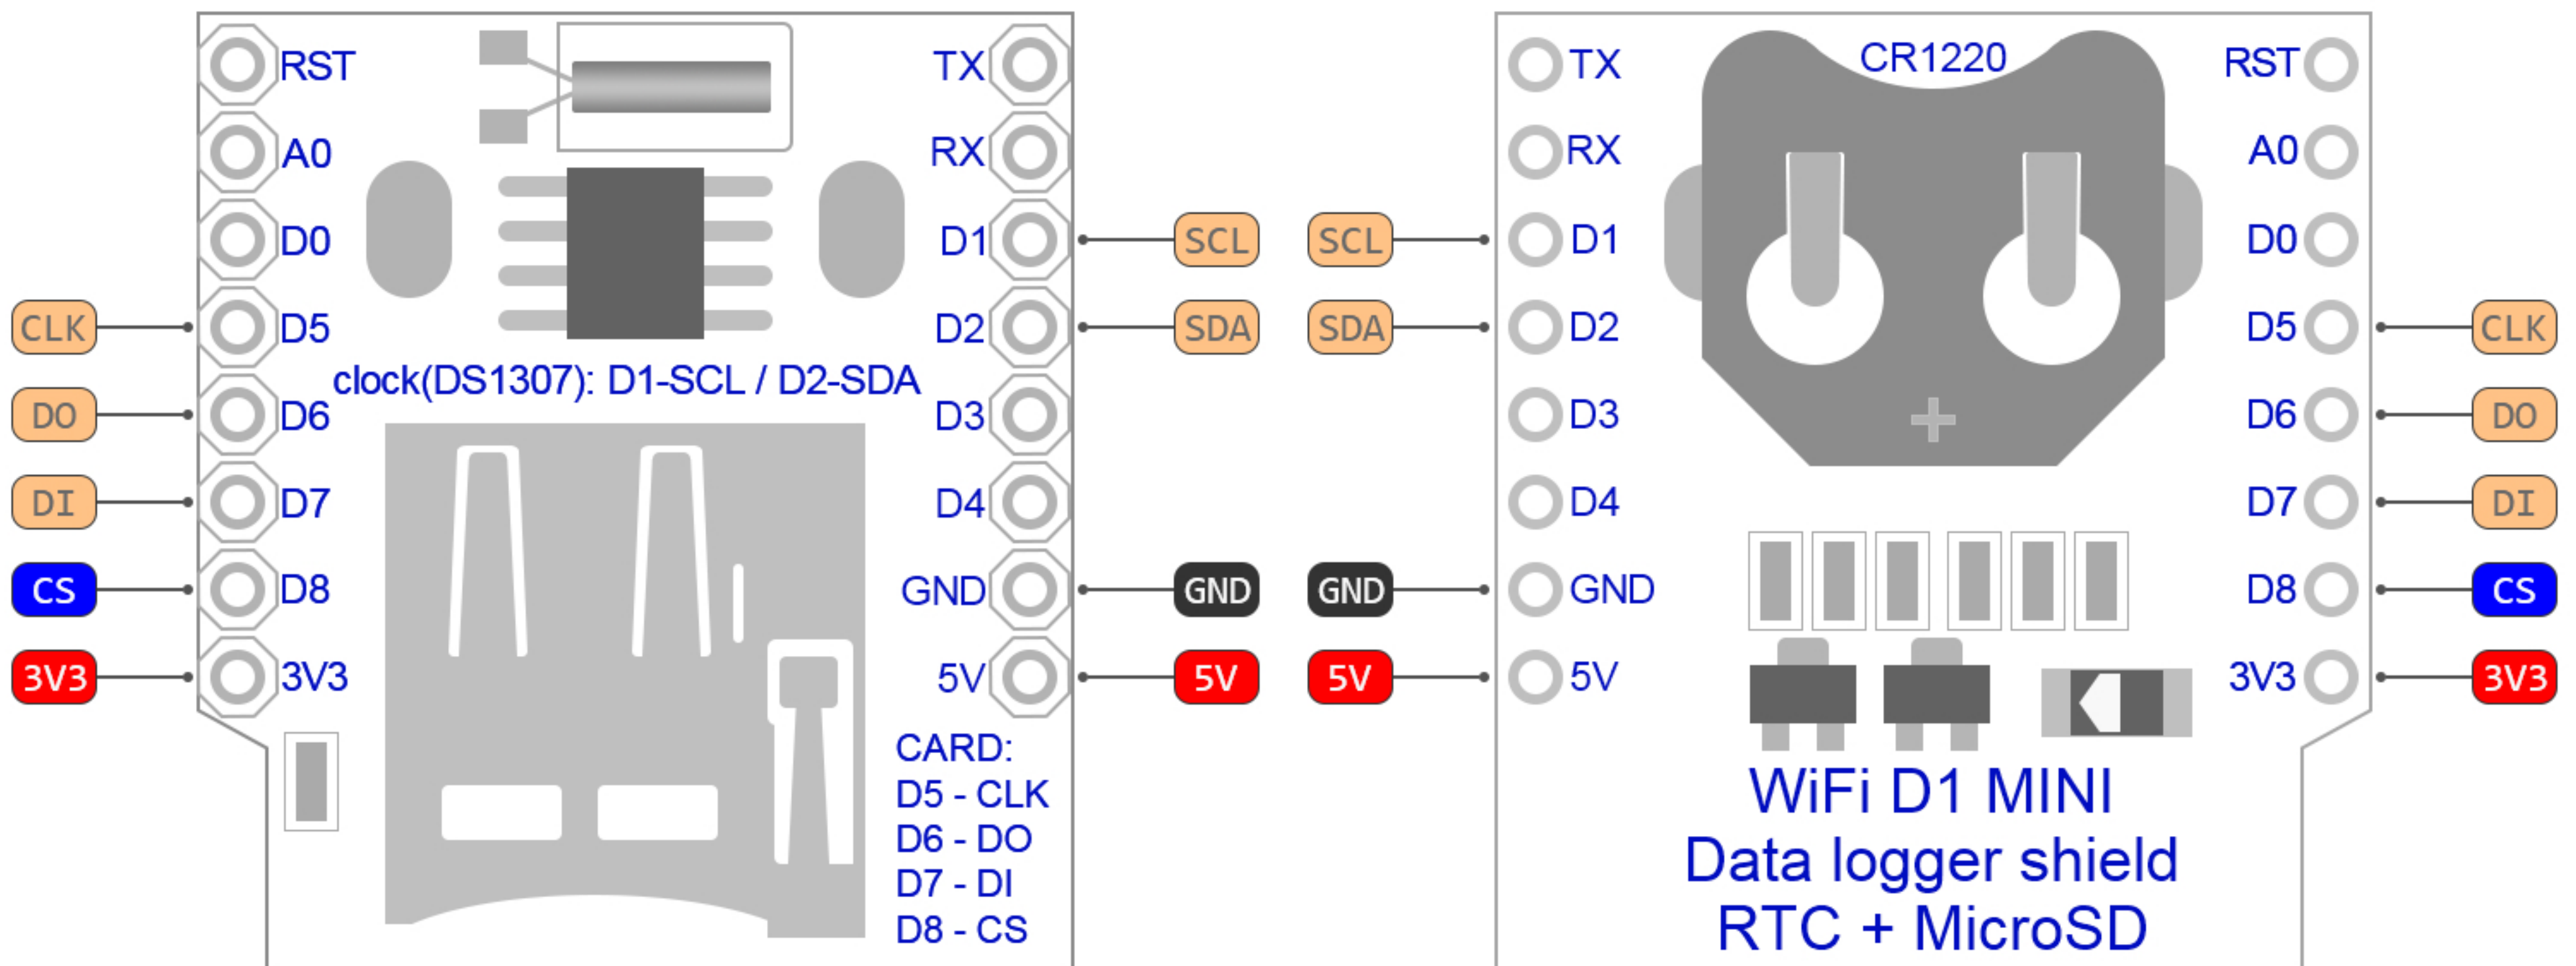 RST
A0
D0
CLK D5
DO D6
DI D7
CS D8
3V3 3V3
TX
RX
D1 SCL
D2 SDA
D3
D4
GND GND
5V 5V
clock(DS1307): D1-SCL / D2-SDA
CARD:
D5 - CLK
D6 - DO
D7 - DI
D8 - CS
TX
RX
SCL D1
SDA D2
D3
D4
GND GND
5V 5V
CR1220
+
RST
A0
D0
D5 CLK
D6 DO
D7 DI
D8 CS
3V3 3V3
WiFi D1 MINI
Data logger shield
RTC + MicroSD